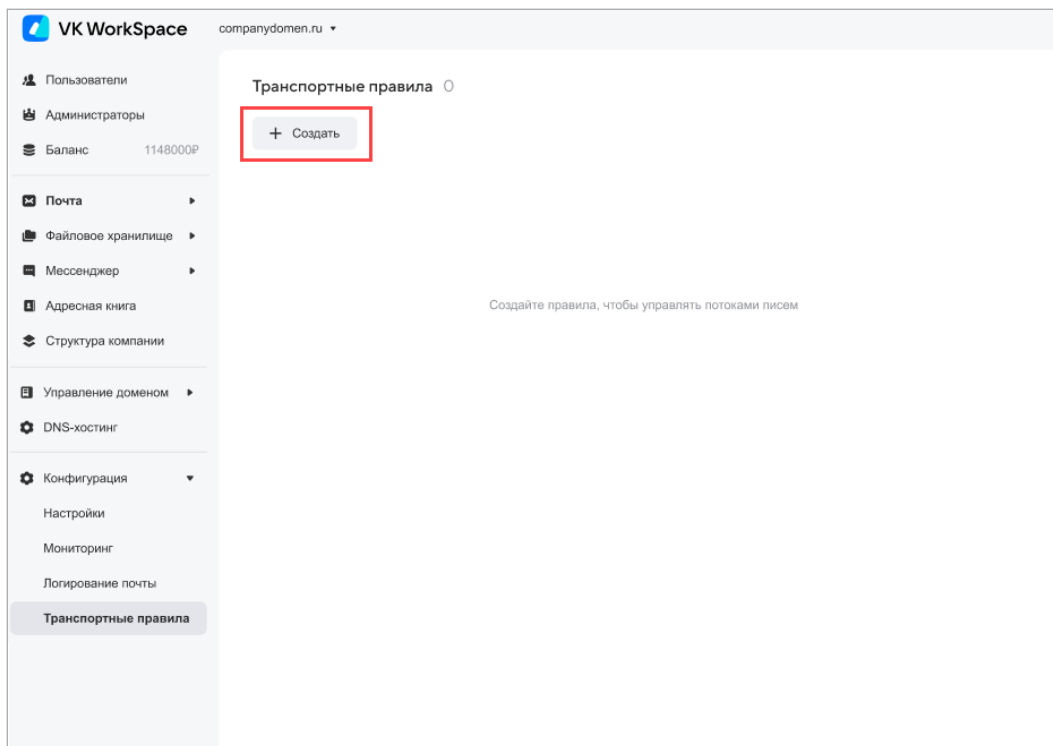 VK WorkSpace
companydomen.ru
Пользователи
Администраторы
Баланс 1148000₽
Почта
Файловое хранилище
Мессенджер
Адресная книга
Структура компании
Управление доменом
DNS-хостинг
Конфигурация
Настройки
Мониторинг
Логирование почты
Транспортные правила
Транспортные правила 0
+ Создать
Создайте правила, чтобы управлять потоками писем